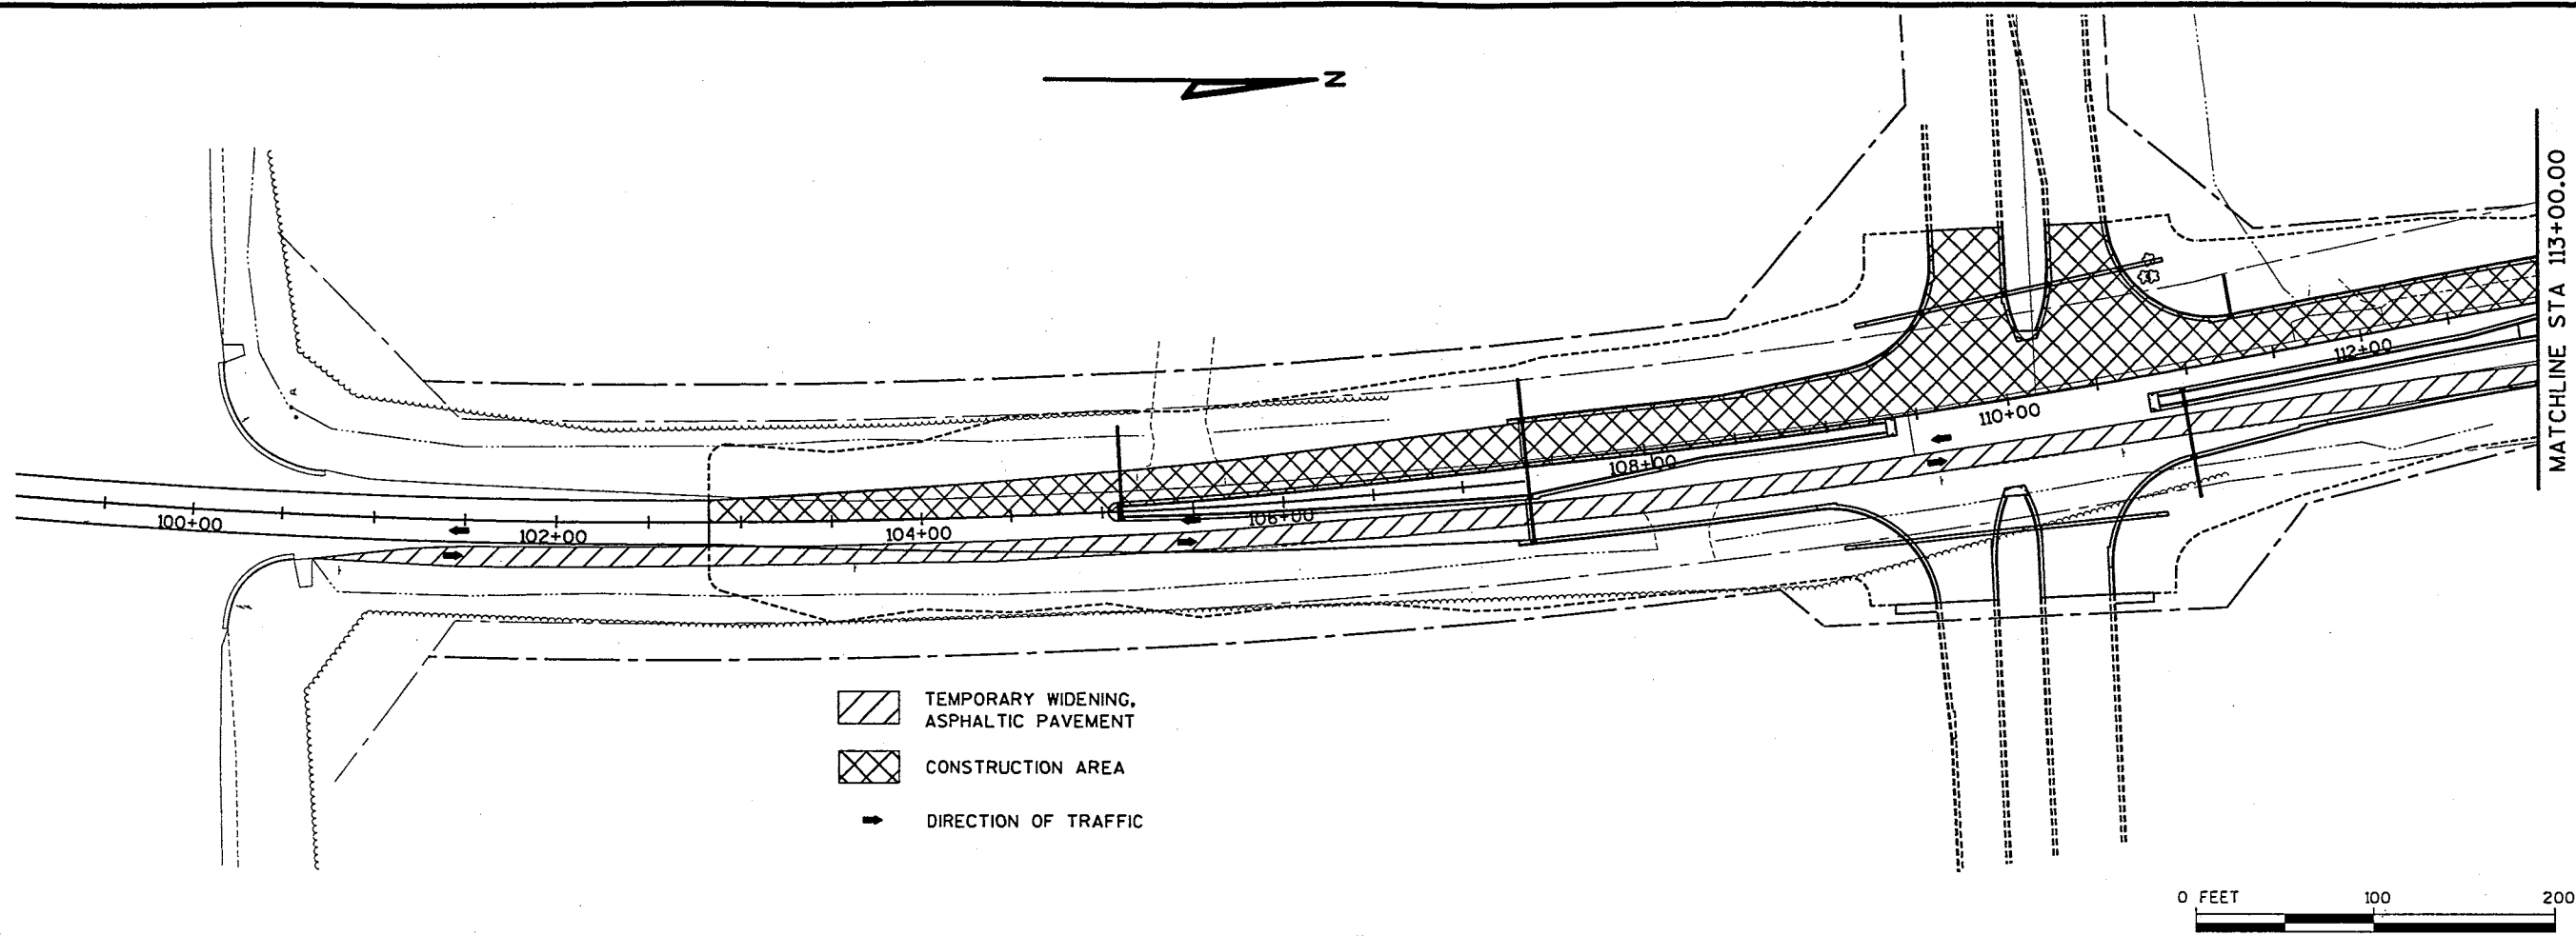 N
MATCHLINE STA 113+00.00
112+00
110+00
108+00
106+00
104+00
102+00
100+00
A
TEMPORARY WIDENING,
ASPHALTIC PAVEMENT
CONSTRUCTION AREA
DIRECTION OF TRAFFIC
0 FEET 100 200